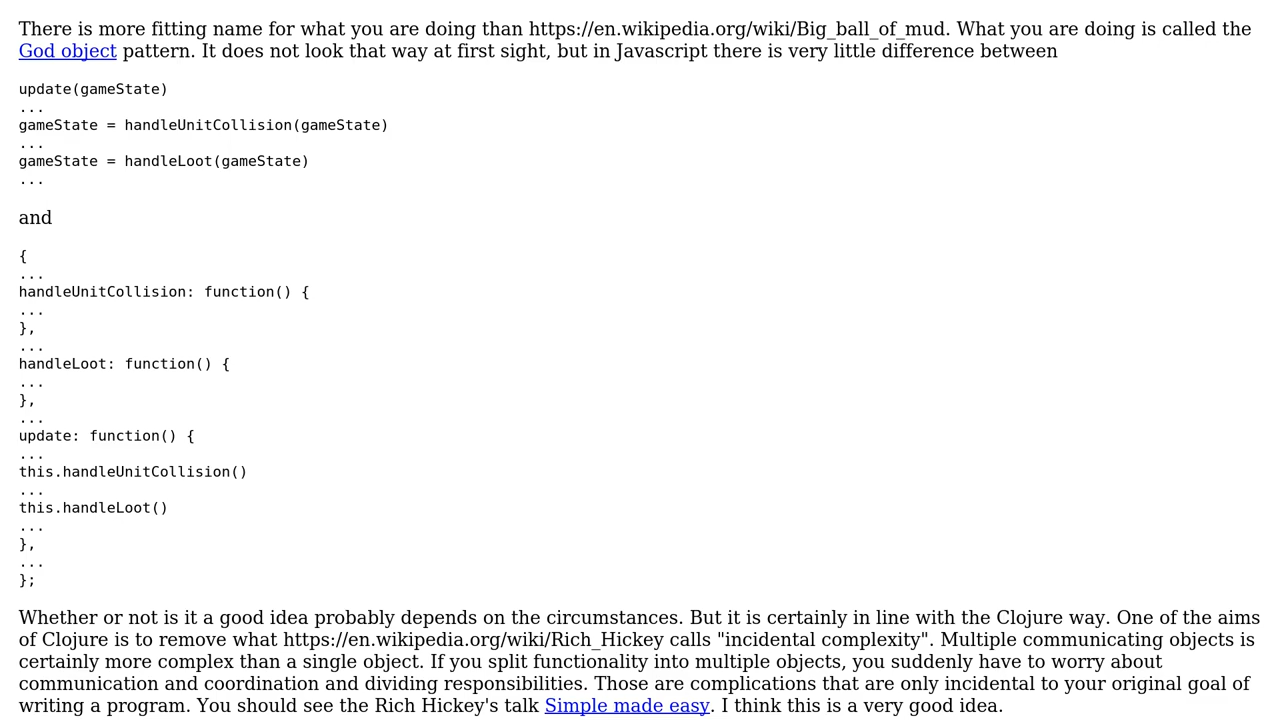 There is more fitting name for what you are doing than https://en.wikipedia.org/wiki/Big_ball_of_mud. What you are doing is called the
God object pattern. It does not look that way at first sight, but in Javascript there is very little difference between
update(gameState)
...
gameState = handleUnitCollision(gameState)
...
gameState = handleLoot(gameState)
...
and
{
...
handleUnitCollision: function() {
...
},
...
handleLoot: function() {
...
},
...
update: function() {
...
this.handleUnitCollision()
...
this.handleLoot()
...
},
...
};
Whether or not is it a good idea probably depends on the circumstances. But it is certainly in line with the Clojure way. One of the aims
of Clojure is to remove what https://en.wikipedia.org/wiki/Rich_Hickey calls "incidental complexity". Multiple communicating objects is
certainly more complex than a single object. If you split functionality into multiple objects, you suddenly have to worry about
communication and coordination and dividing responsibilities. Those are complications that are only incidental to your original goal of
writing a program. You should see the Rich Hickey's talk Simple made easy. I think this is a very good idea.